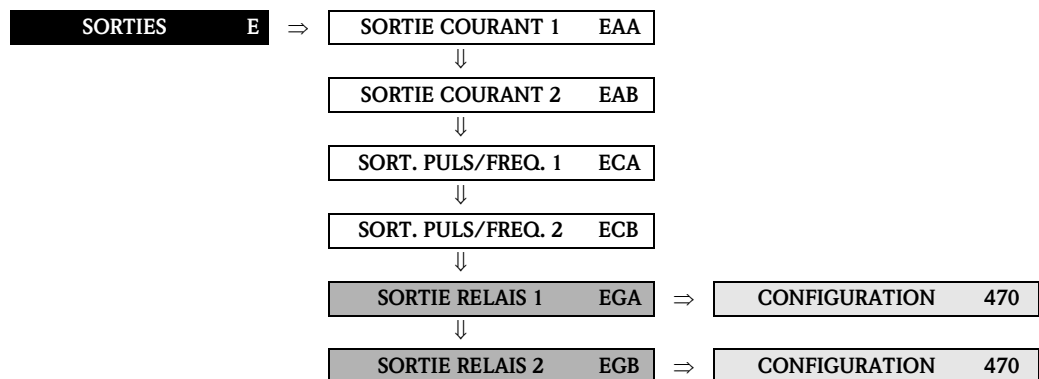 SORTIES E ⇒ SORTIE COURANT 1 EAA
⇓
SORTIE COURANT 2 EAB
⇓
SORT. PULS/FREQ. 1 ECA
⇓
SORT. PULS/FREQ. 2 ECB
⇓
SORTIE RELAIS 1 EGA ⇒ CONFIGURATION 470
⇓
SORTIE RELAIS 2 EGB ⇒ CONFIGURATION 470